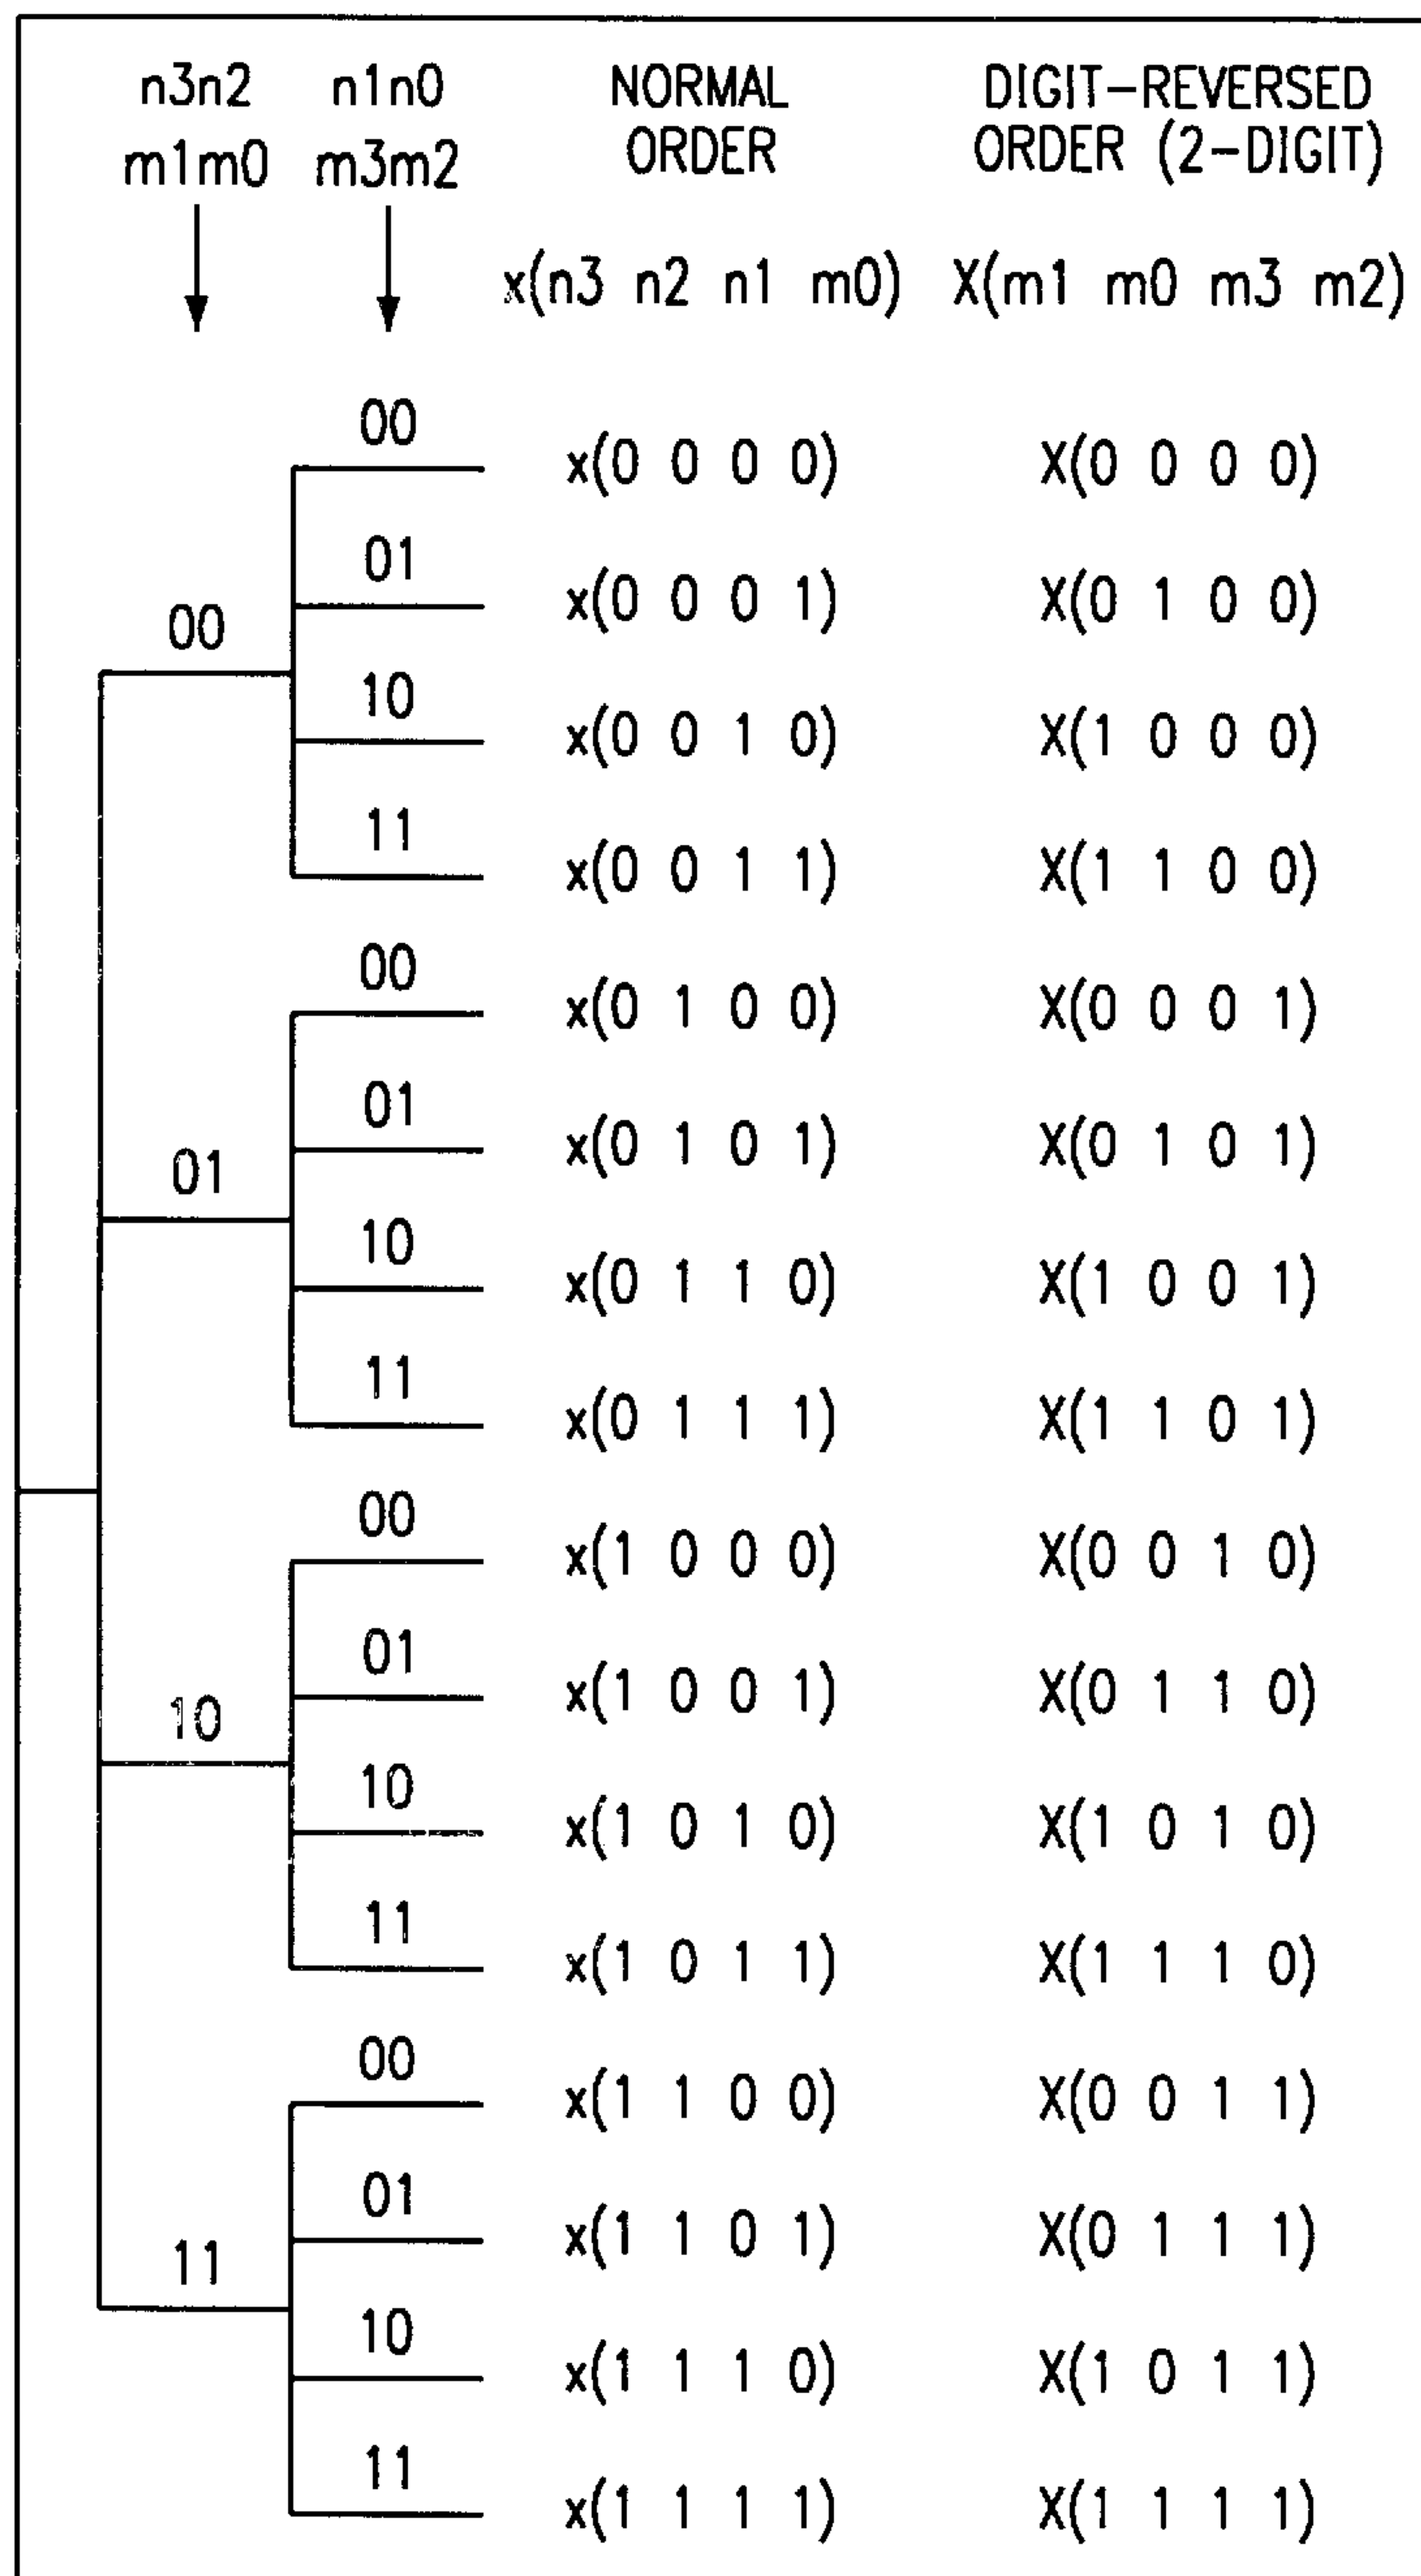 n3n2 n1n0 NORMAL DIGIT-REVERSED
m1m0 m3m2 ORDER ORDER (2-DIGIT)
x(n3 n2 n1 m0) X(m1 m0 m3 m2)
00
x(0 0 0 0) X(0 0 0 0)
01
x(0 0 0 1) X(0 1 0 0)
00
10
x(0 0 1 0) X(1 0 0 0)
11
x(0 0 1 1) X(1 1 0 0)
00
x(0 1 0 0) X(0 0 0 1)
01
x(0 1 0 1) X(0 1 0 1)
01
10
x(0 1 1 0) X(1 0 0 1)
11
x(0 1 1 1) X(1 1 0 1)
00
x(1 0 0 0) X(0 0 1 0)
01
x(1 0 0 1) X(0 1 1 0)
10
10
x(1 0 1 0) X(1 0 1 0)
11
x(1 0 1 1) X(1 1 1 0)
00
x(1 1 0 0) X(0 0 1 1)
01
x(1 1 0 1) X(0 1 1 1)
11
10
x(1 1 1 0) X(1 0 1 1)
11
x(1 1 1 1) X(1 1 1 1)